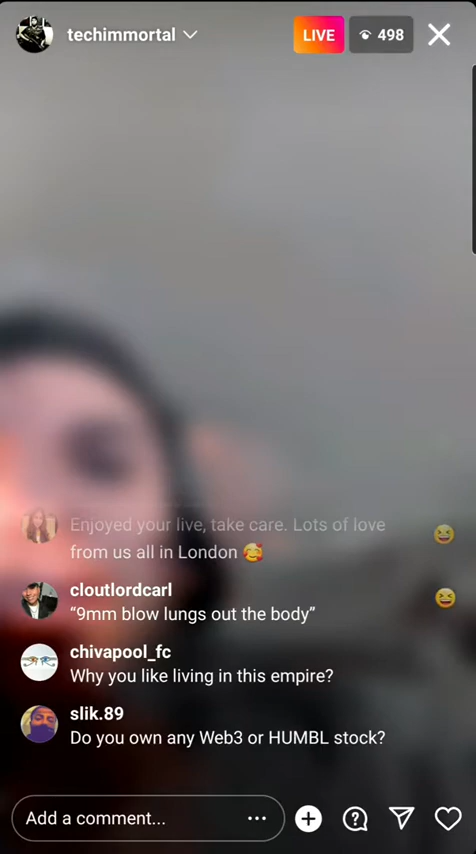 techimmortal
LIVE
498
Enjoyed your live, take care. Lots of love
from us all in London 🥰
cloutlordcarl
“9mm blow lungs out the body”
chivapool_fc
Why you like living in this empire?
slik.89
Do you own any Web3 or HUMBL stock?
Add a comment...